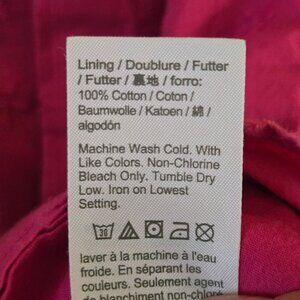 Lining / Doublure / Futter
/ Futter / 裏地 / forro:
100% Cotton / Coton /
Baumwolle / Katoen / 綿 /
algodón
Machine Wash Cold. With
Like Colors. Non-Chlorine
Bleach Only. Tumble Dry
Low. Iron on Lowest
Setting.
30
laver à la machine à l'eau
froide. En séparant les
couleurs. Seulement agent
de blanchiment non-chloré